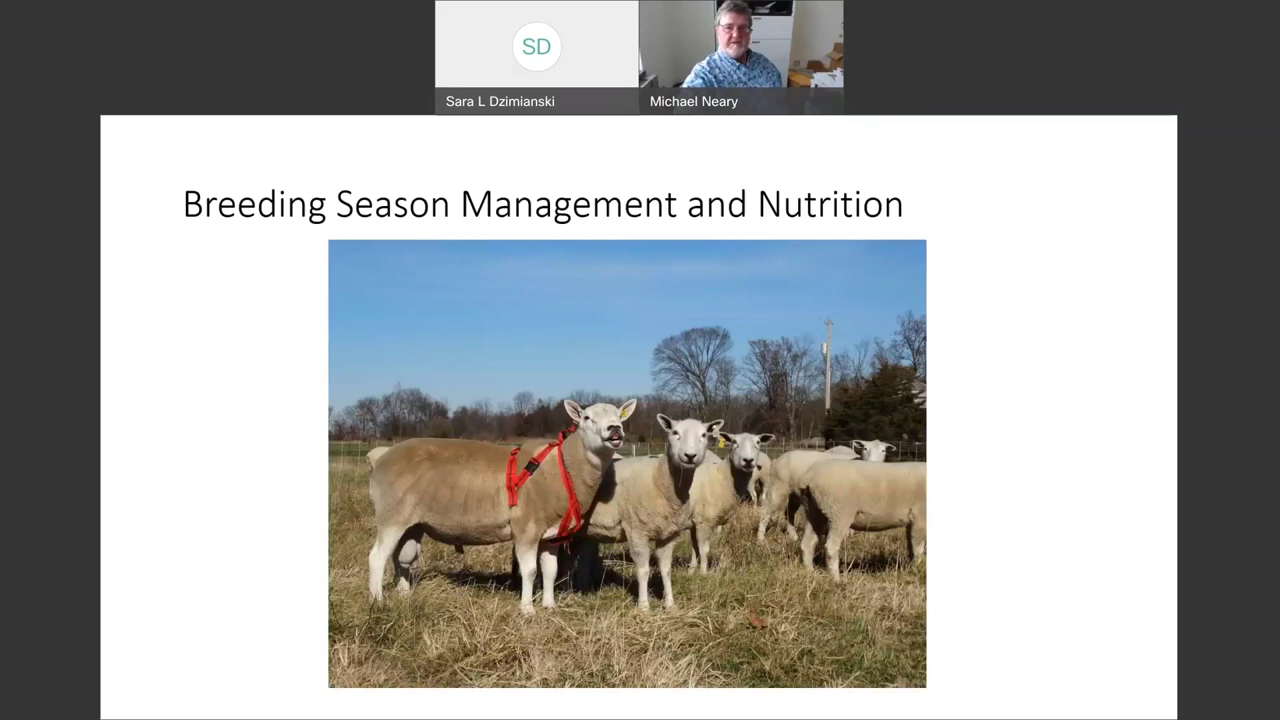 SD
Sara L Dzimianski
Michael Neary
Breeding Season Management and Nutrition